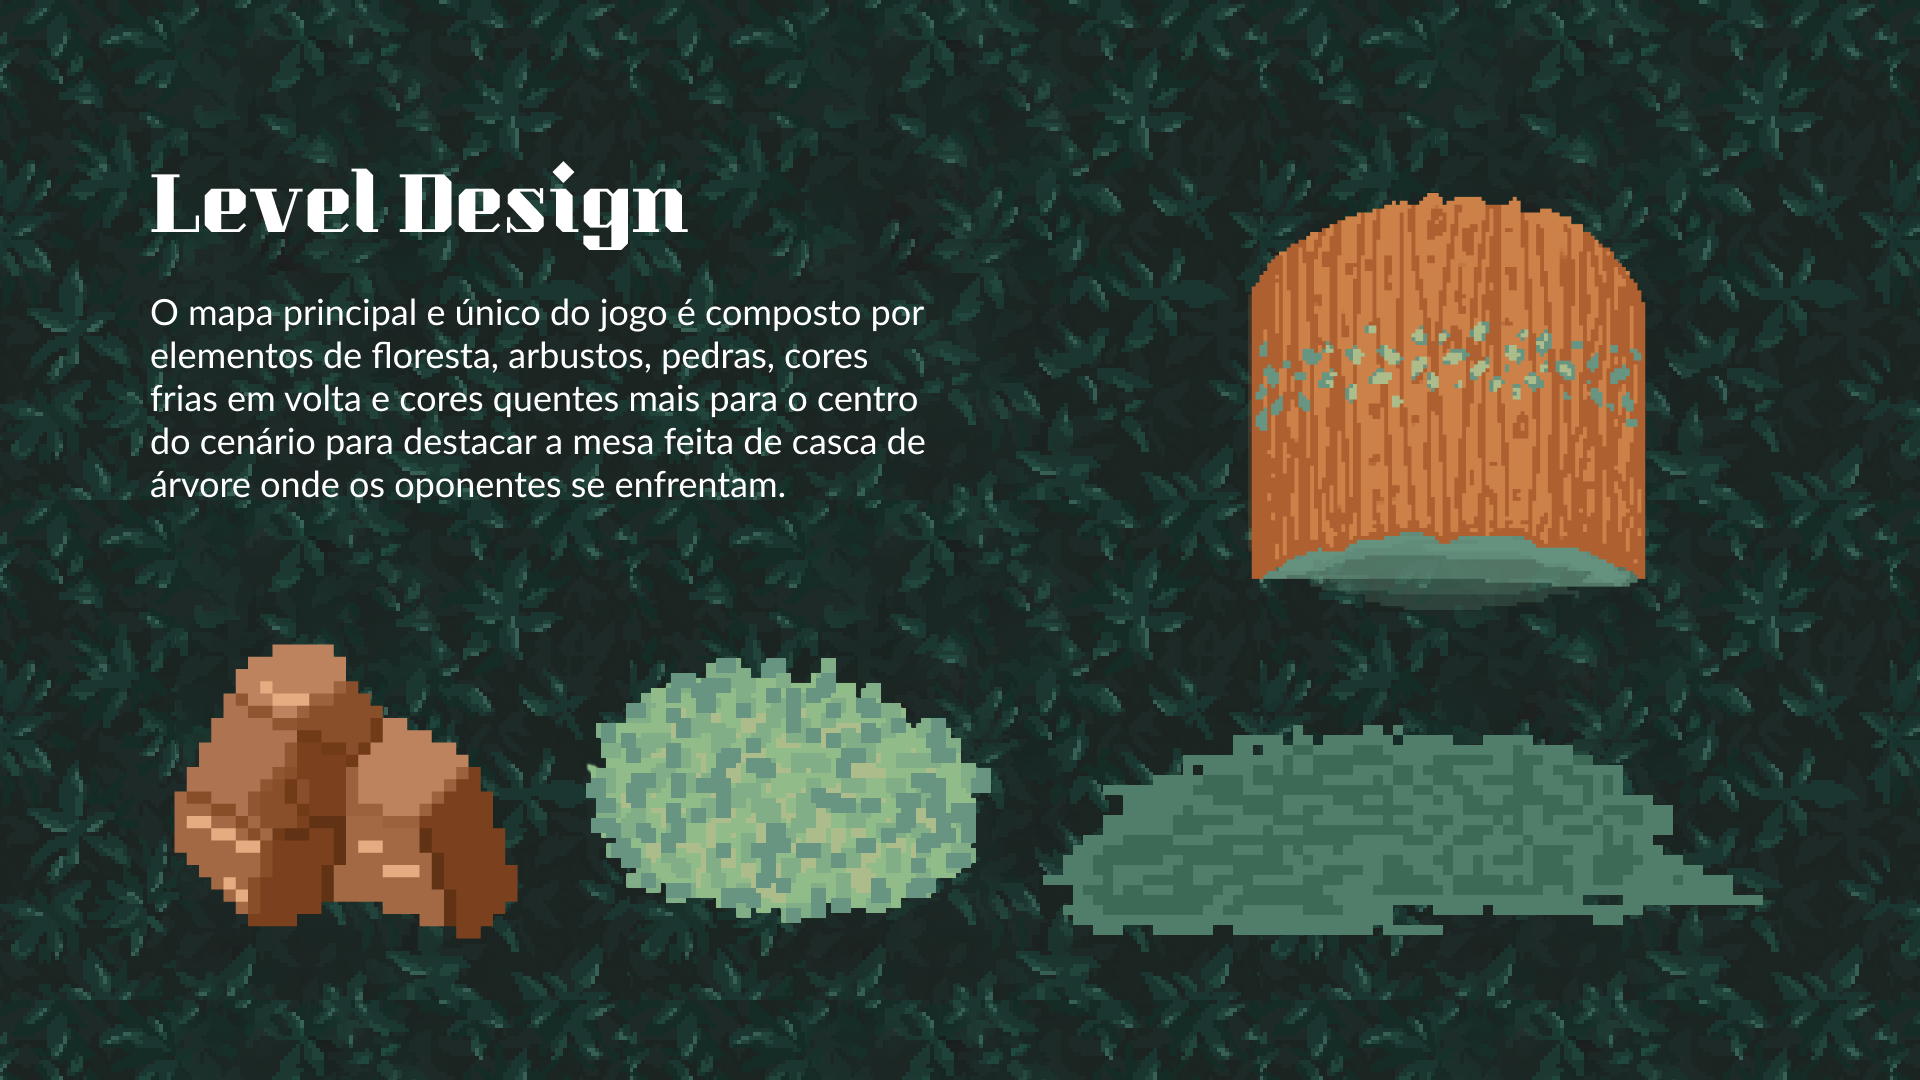 Level Design
O mapa principal e único do jogo é composto por
elementos de floresta, arbustos, pedras, cores
frias em volta e cores quentes mais para o centro
do cenário para destacar a mesa feita de casca de
árvore onde os oponentes se enfrentam.